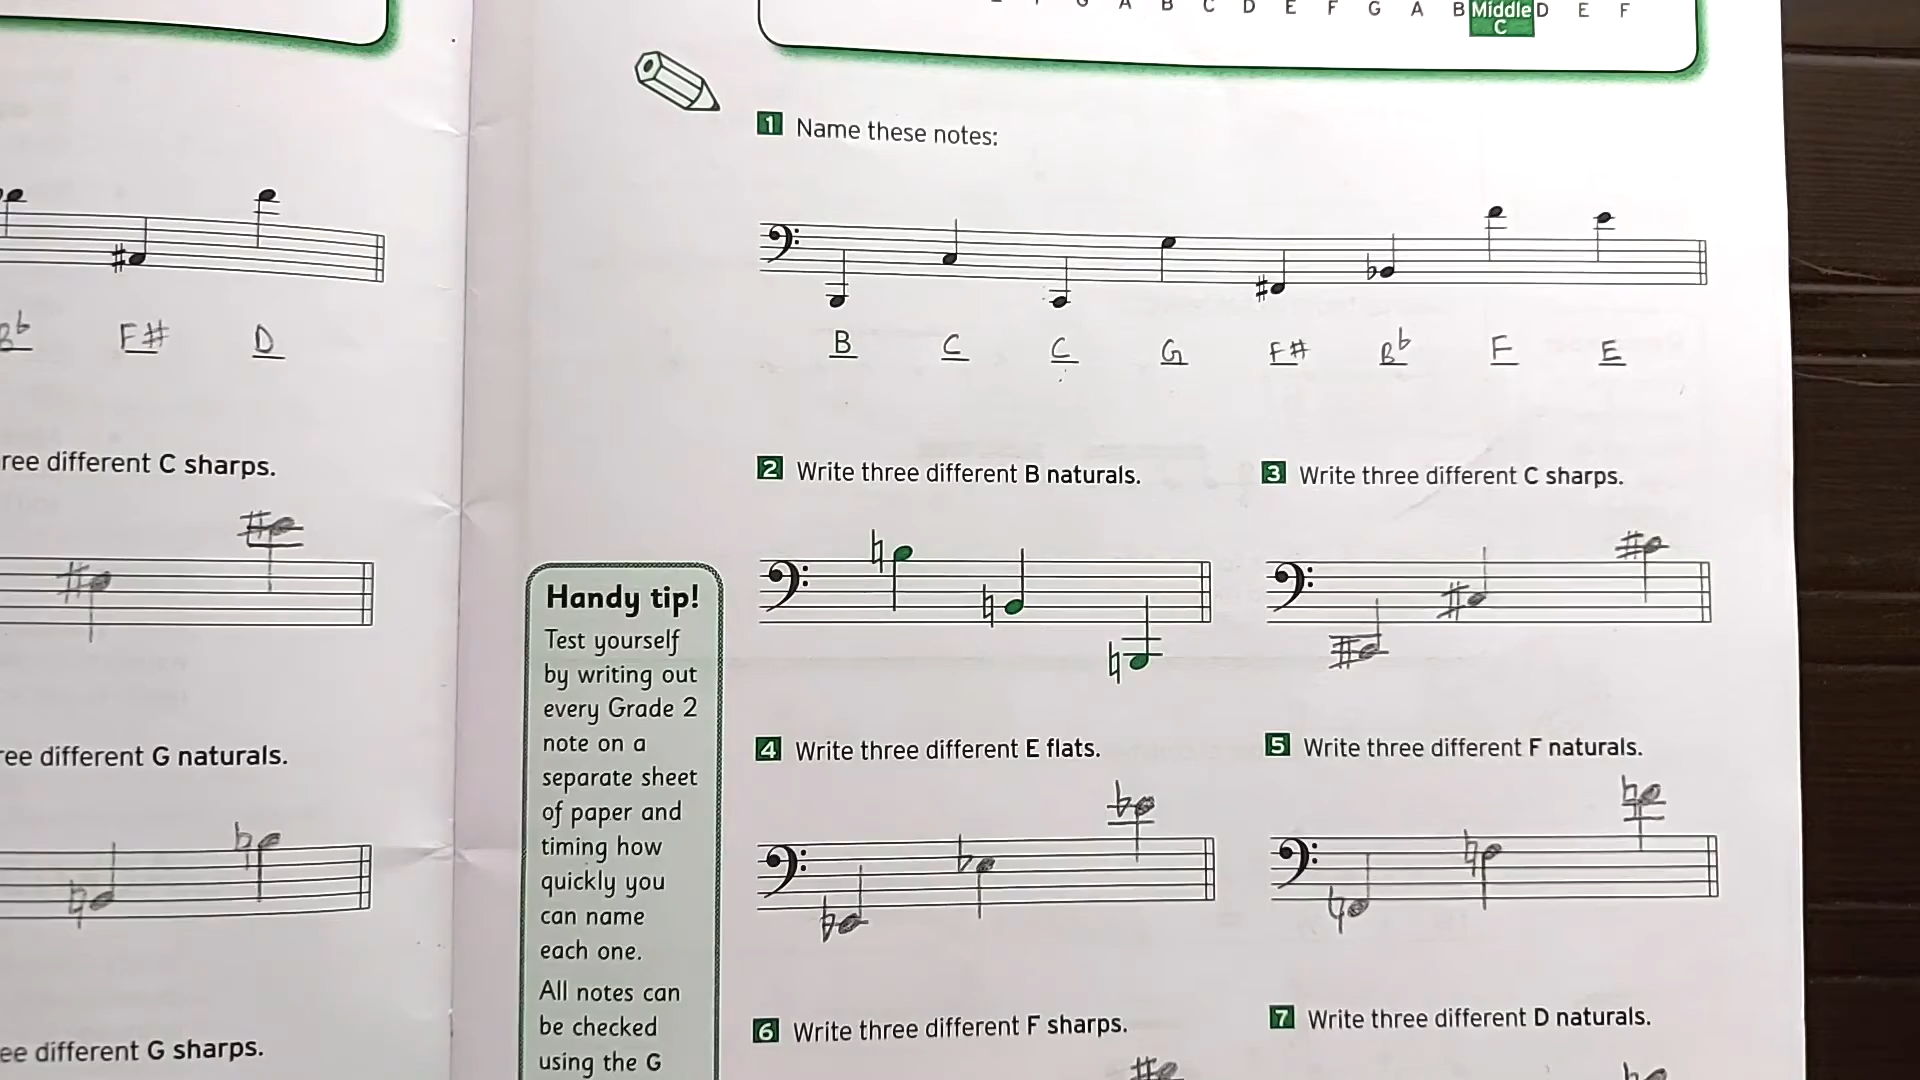 A B C D E F G A B Middle D E F
C
1 Name these notes:
B C C G F# Bb F E
Bb F# D
ree different C sharps.
2 Write three different B naturals.
3 Write three different C sharps.
Handy tip!
Test yourself
by writing out
every Grade 2
note on a
separate sheet
of paper and
timing how
quickly you
can name
each one.
All notes can
be checked
using the G
ree different G naturals.
4 Write three different E flats.
5 Write three different F naturals.
ee different G sharps.
6 Write three different F sharps.
7 Write three different D naturals.